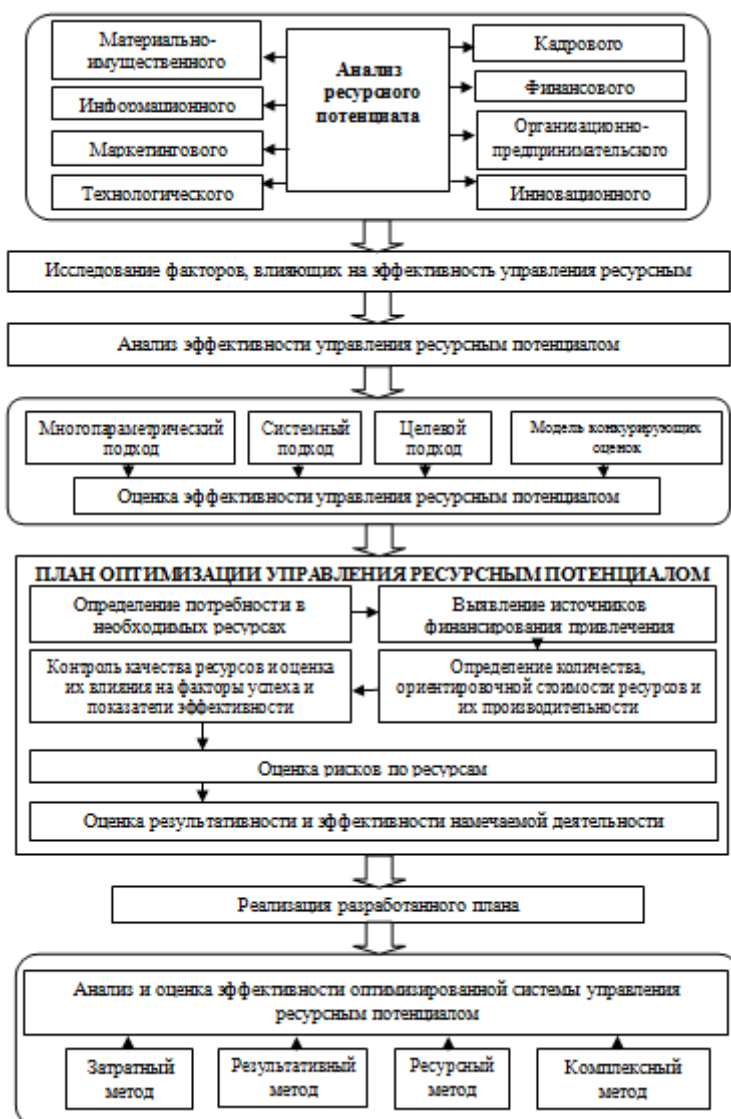 Материально-
имущественного
Информационного
Маркетингового
Технологического
Анализ
ресурсного
потенциала
Кадрового
Финансового
Организационно-
предпринимательского
Инновационного
Исследование факторов, влияющих на эффективность управления ресурсным
Анализ эффективности управления ресурсным потенциалом
Многопараметрический
подход
Системный
подход
Целевой
подход
Модель конкурирующих
оценок
Оценка эффективности управления ресурсным потенциалом
ПЛАН ОПТИМИЗАЦИИ УПРАВЛЕНИЯ РЕСУРСНЫМ ПОТЕНЦИАЛОМ
Определение потребности в
необходимых ресурсах
Выявление источников
финансирования привлечения
Контроль качества ресурсов и оценка
их влияния на факторы успеха и
показатели эффективности
Определение количества,
ориентировочной стоимости ресурсов и
их производительности
Оценка рисков по ресурсам
Оценка результативности и эффективности намечаемой деятельности
Реализация разработанного плана
Анализ и оценка эффективности оптимизированной системы управления
ресурсным потенциалом
Затратный
метод
Результативный
метод
Ресурсный
метод
Комплексный
метод